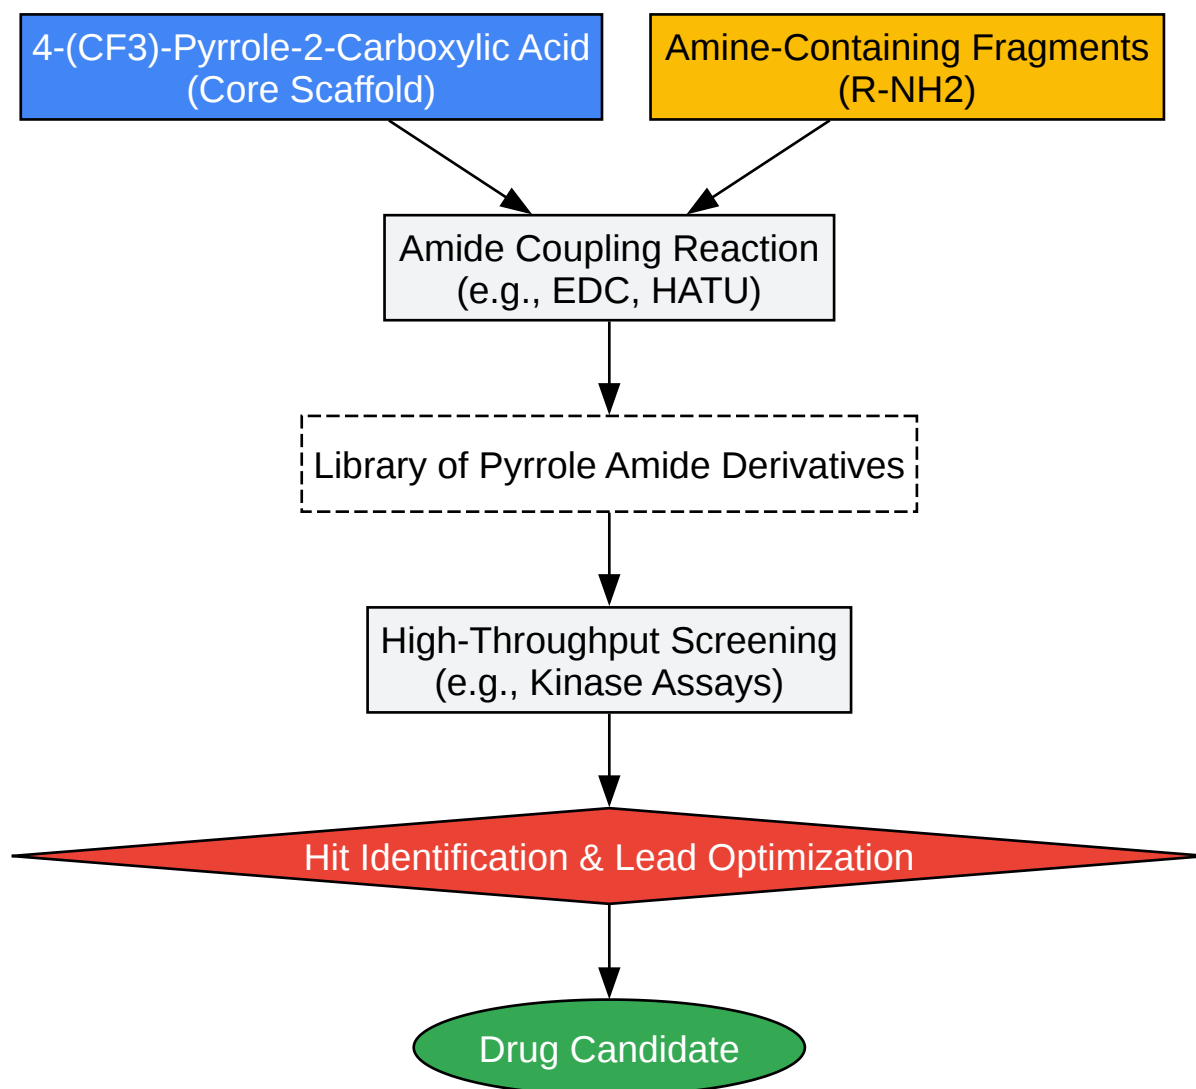 4-(CF3)-Pyrrole-2-Carboxylic Acid
(Core Scaffold)
Amine-Containing Fragments
(R-NH2)
Amide Coupling Reaction
(e.g., EDC, HATU)
Library of Pyrrole Amide Derivatives
High-Throughput Screening
(e.g., Kinase Assays)
Hit Identification & Lead Optimization
Drug Candidate